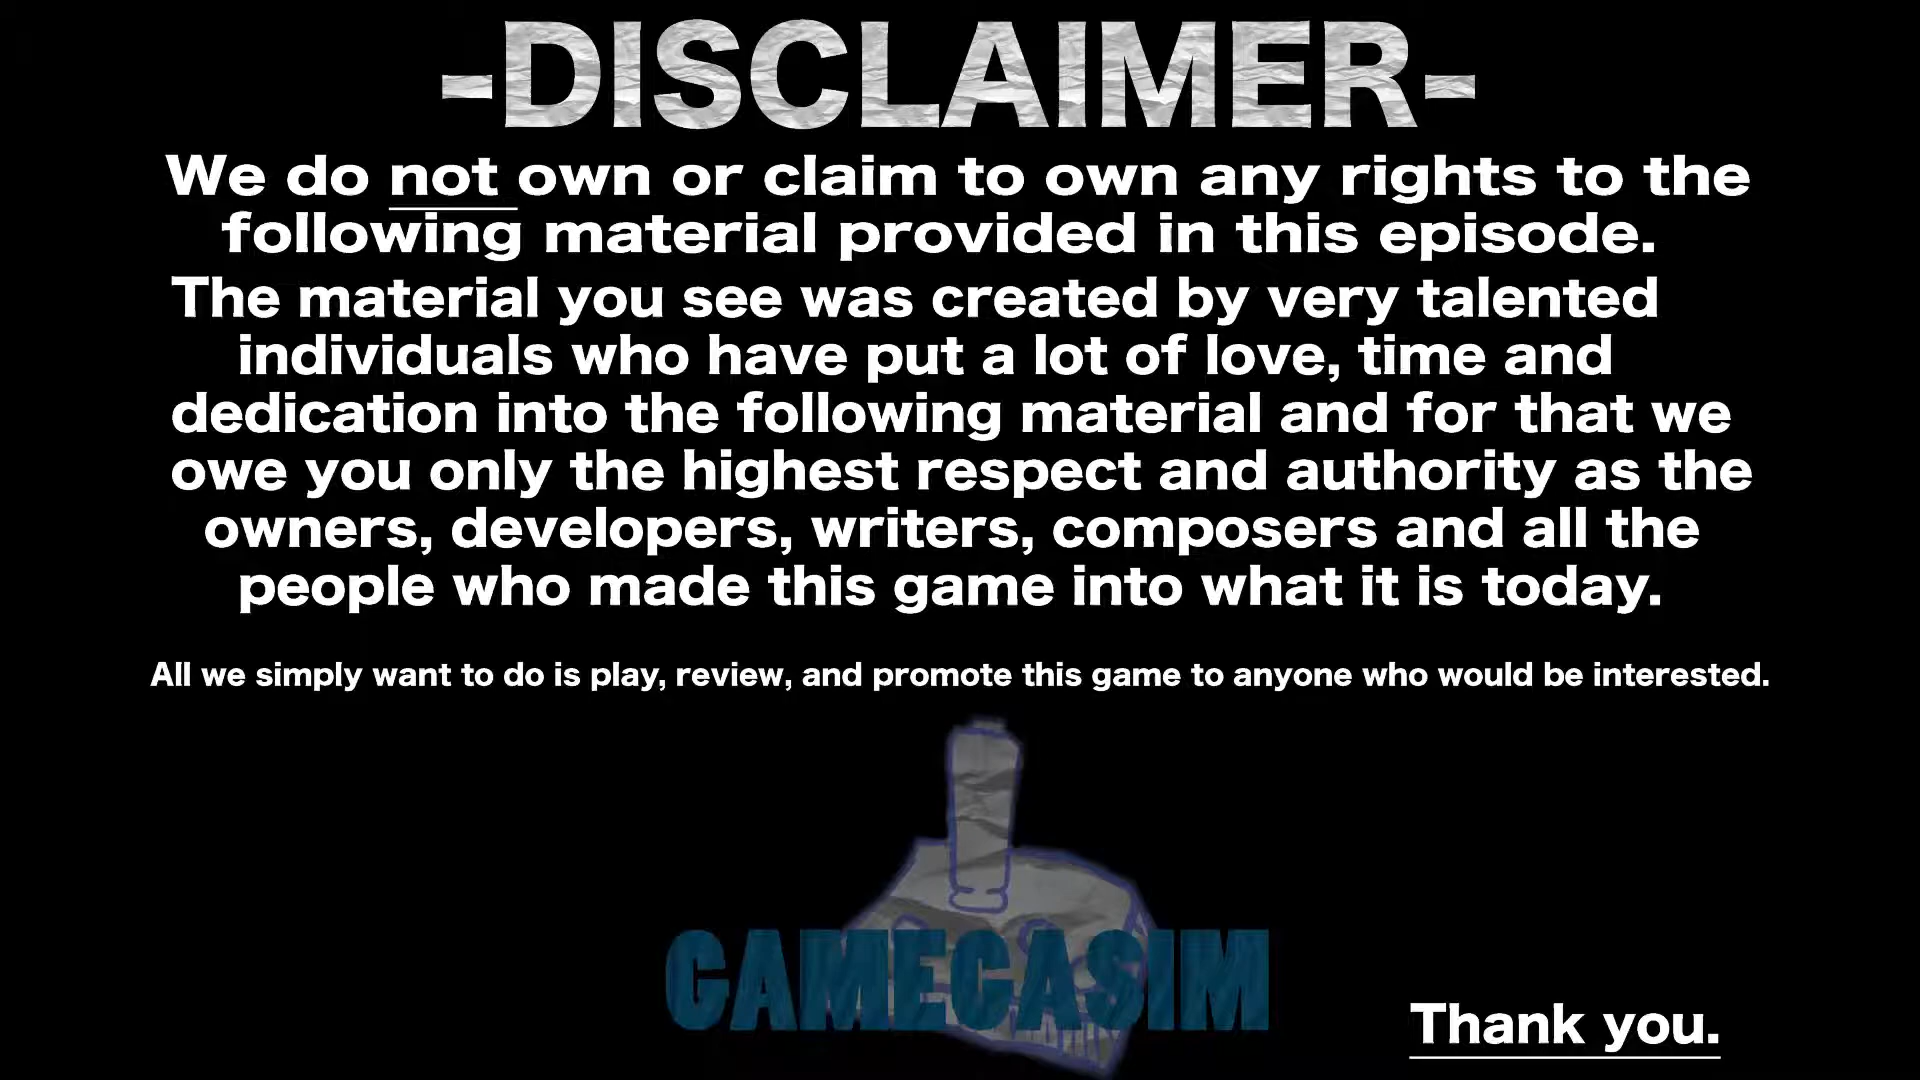 -DISCLAIMER-
We do not own or claim to own any rights to the
following material provided in this episode.
The material you see was created by very talented
individuals who have put a lot of love, time and
dedication into the following material and for that we
owe you only the highest respect and authority as the
owners, developers, writers, composers and all the
people who made this game into what it is today.
All we simply want to do is play, review, and promote this game to anyone who would be interested.
GAMEGASIM
Thank you.